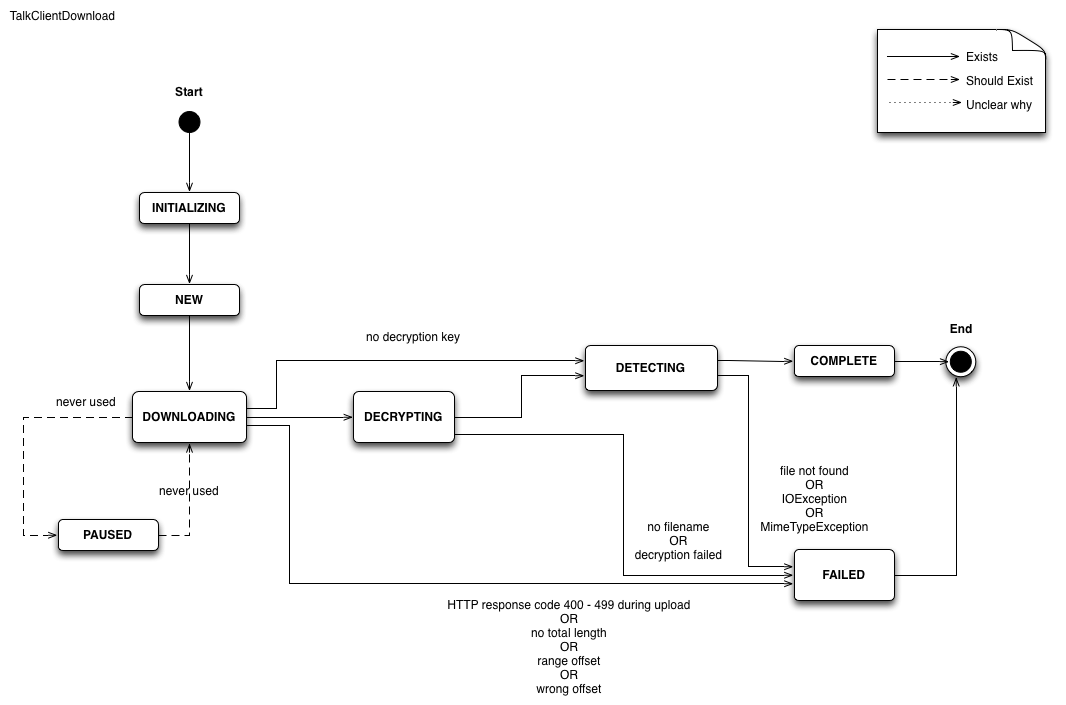 TalkClientDownload
Exists
Should Exist
Unclear why
Start
INITIALIZING
NEW
End
no decryption key
DETECTING
COMPLETE
never used
DOWNLOADING
DECRYPTING
never used
PAUSED
file not found
OR
IOException
OR
MimeTypeException
no filename
OR
decryption failed
FAILED
HTTP response code 400 - 499 during upload
OR
no total length
OR
range offset
OR
wrong offset